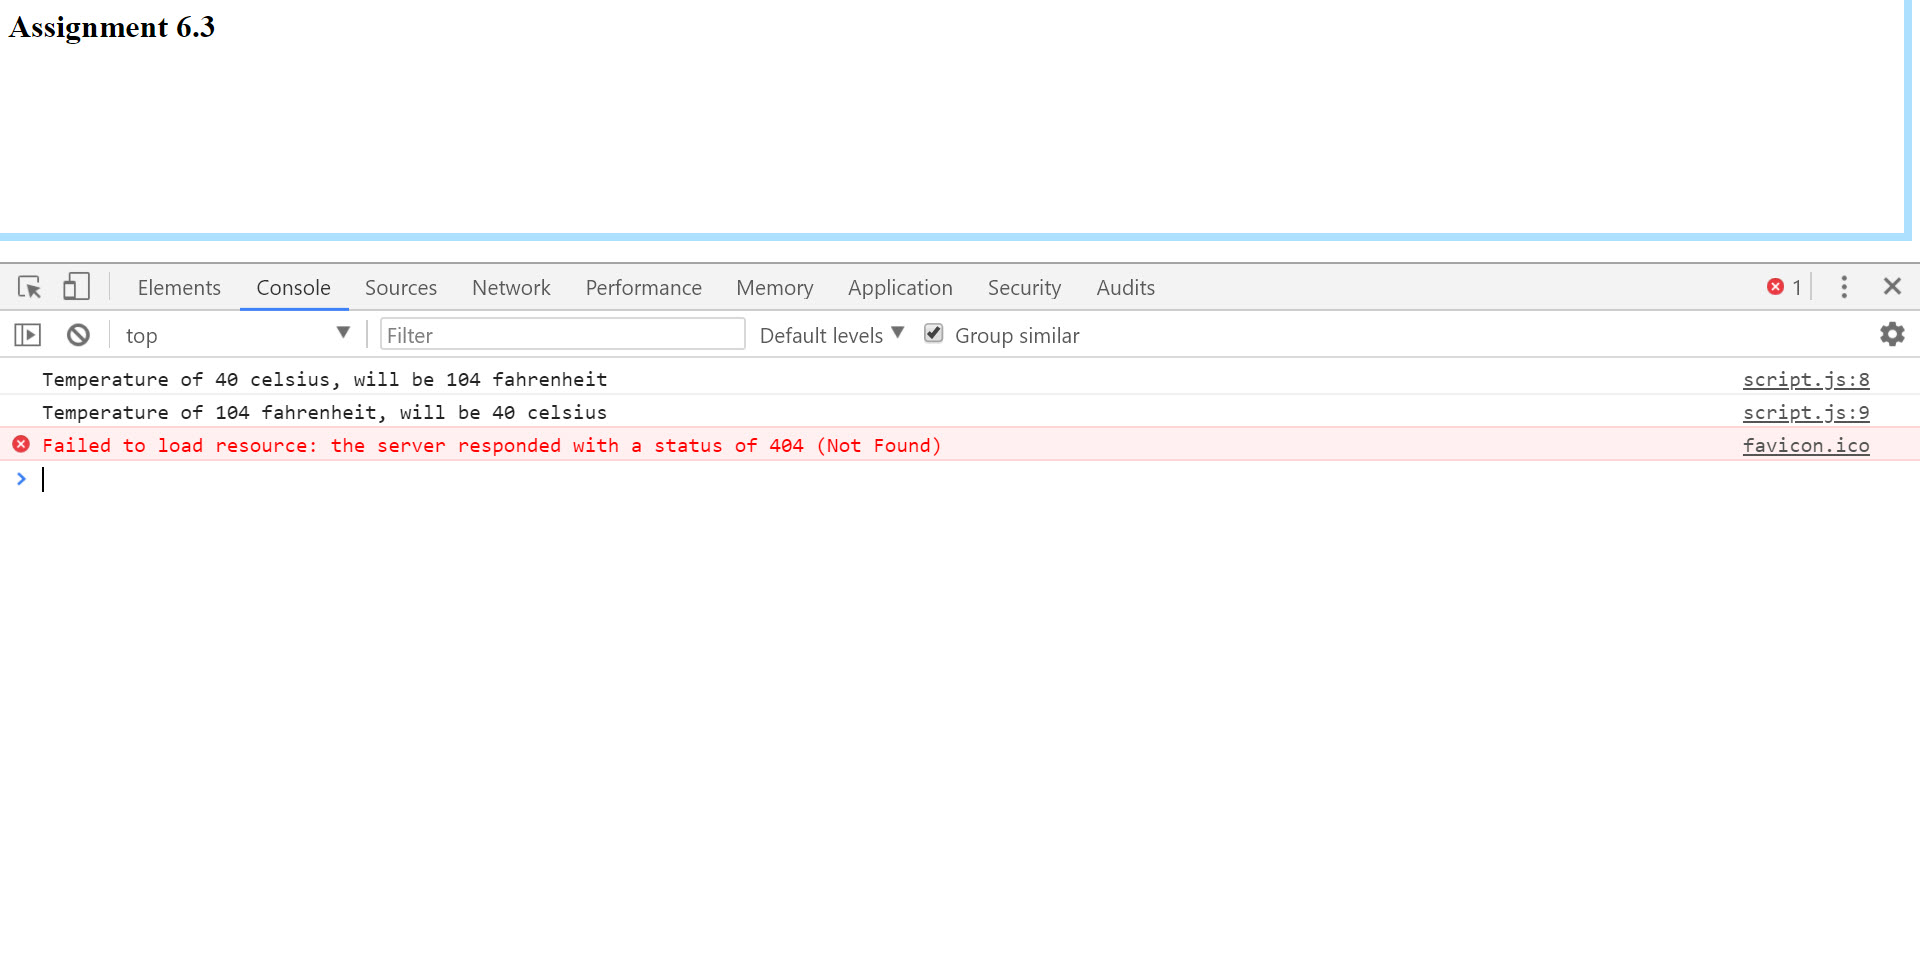 Assignment 6.3
Elements Console Sources Network Performance Memory Application Security Audits 1
top Filter Default levels Group similar
Temperature of 40 celsius, will be 104 fahrenheit script.js:8
Temperature of 104 fahrenheit, will be 40 celsius script.js:9
Failed to load resource: the server responded with a status of 404 (Not Found) favicon.ico